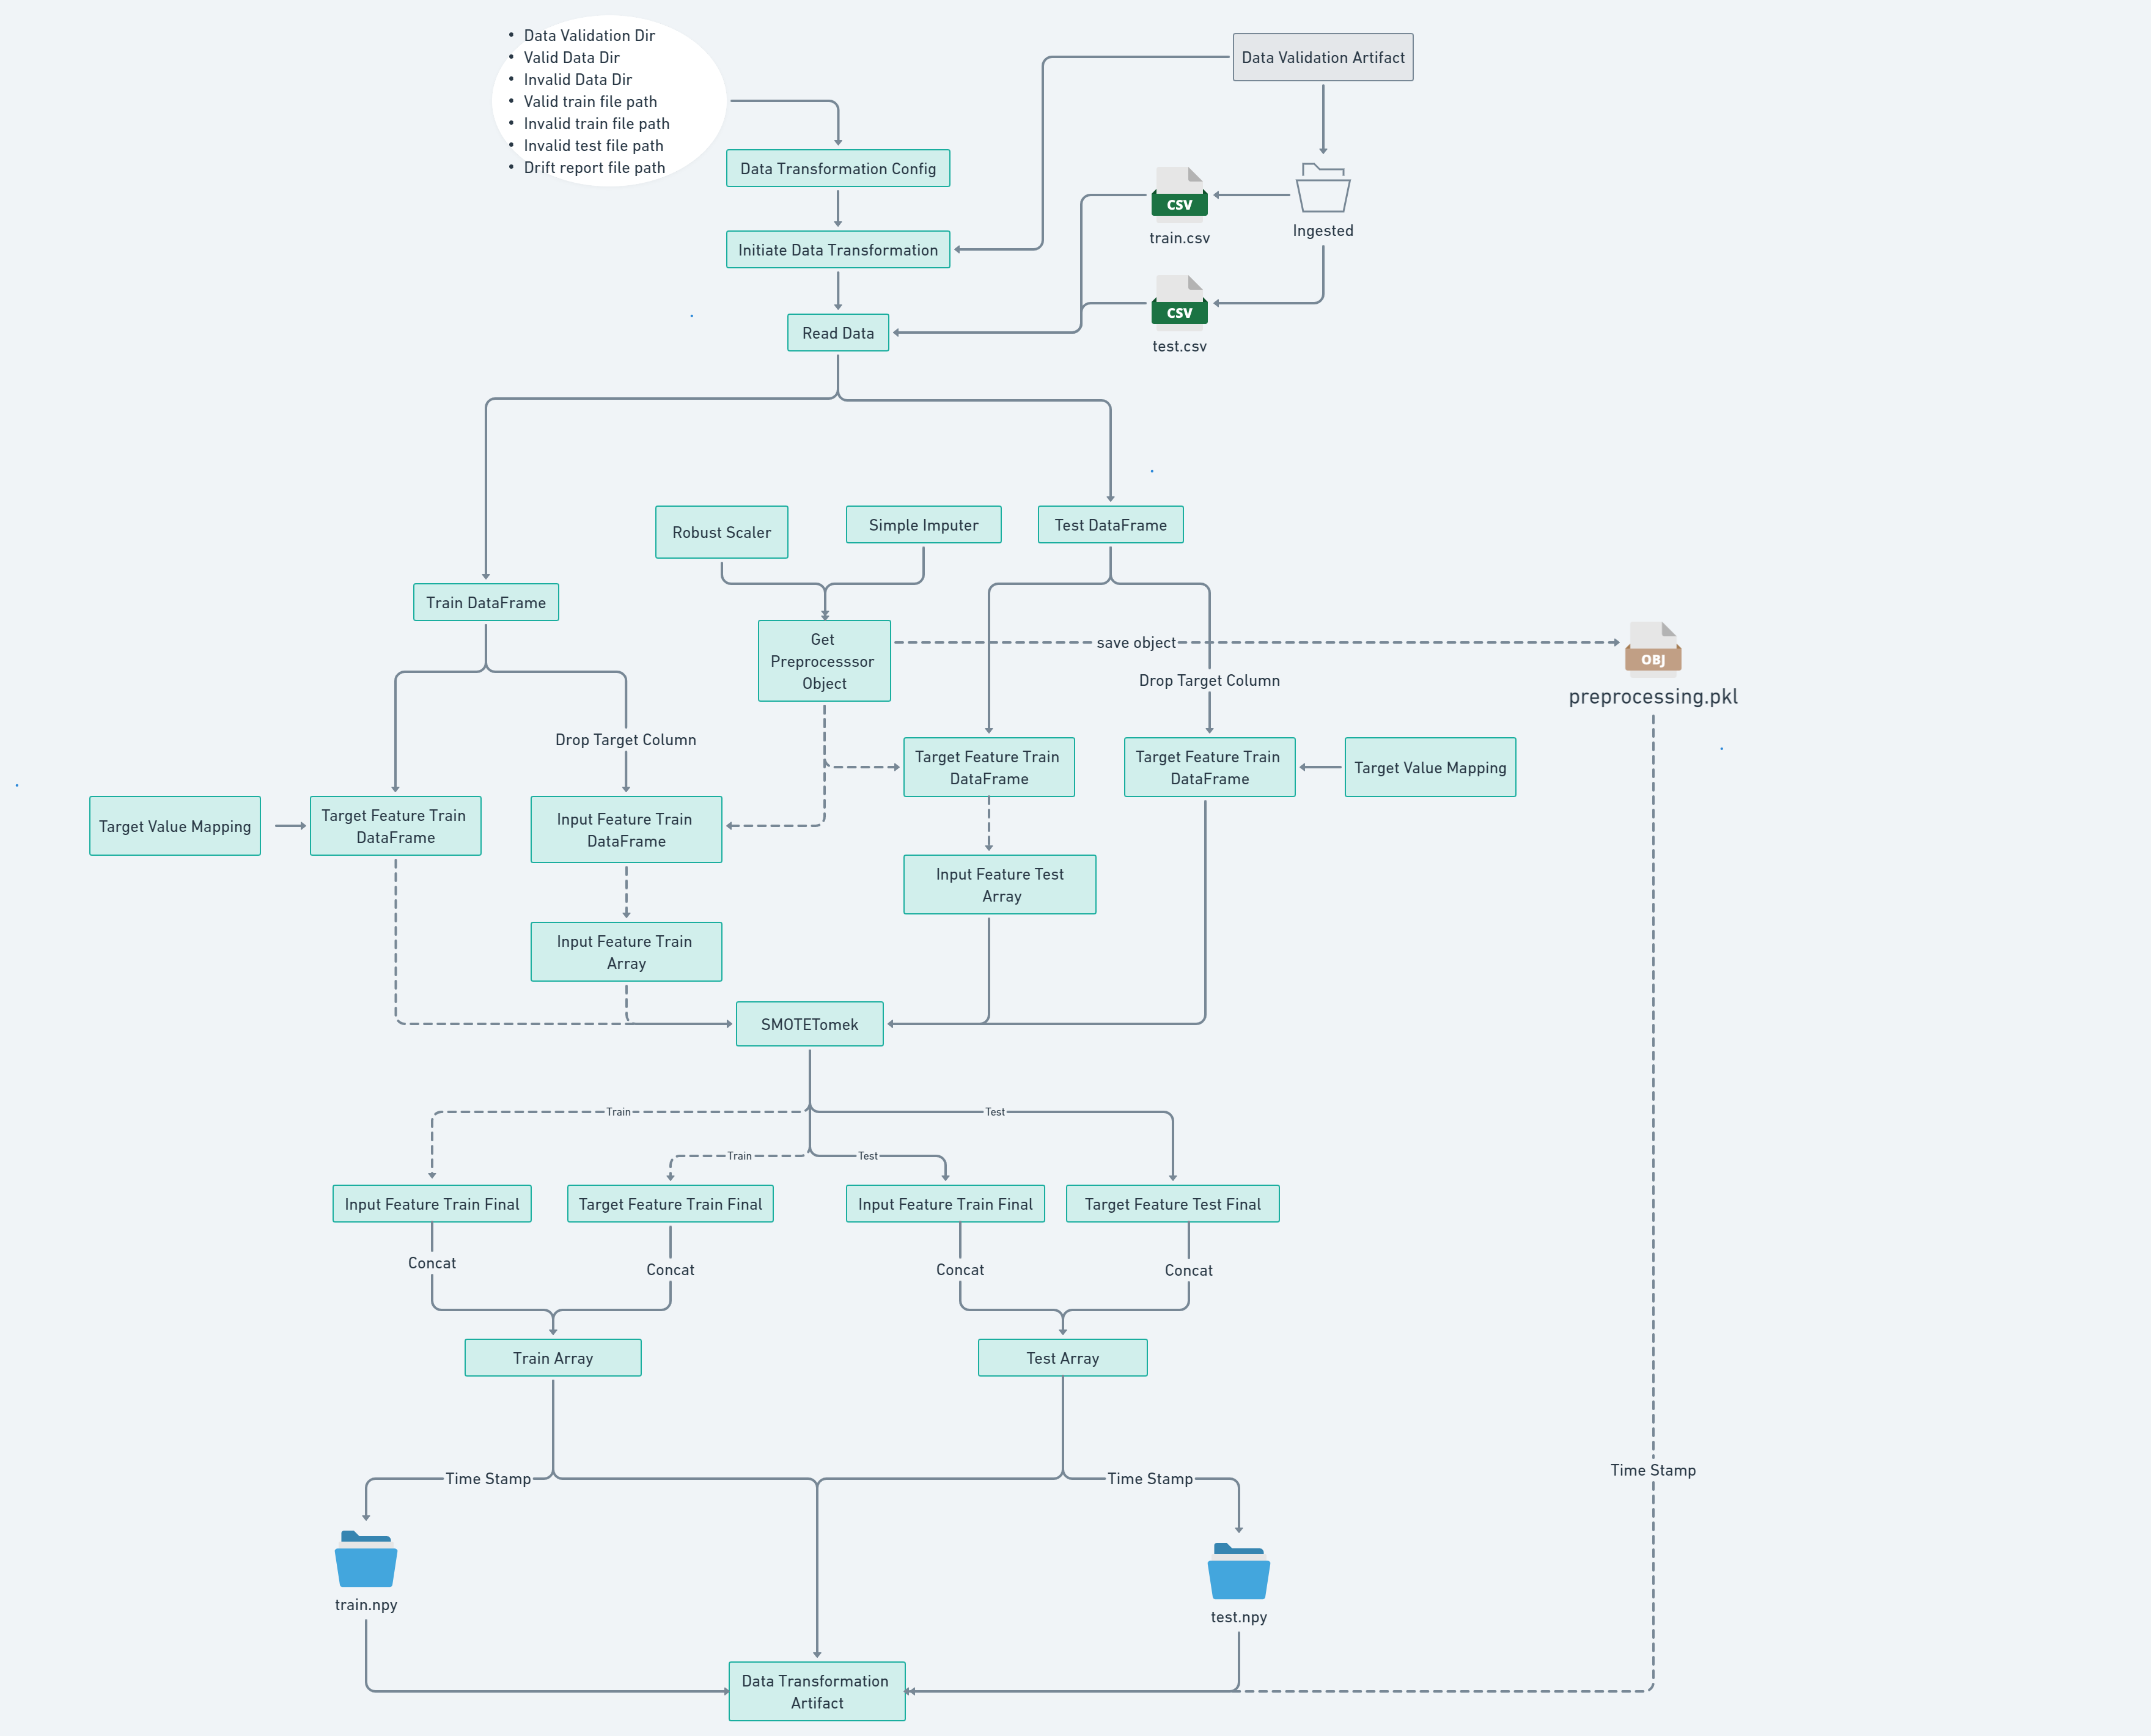 • Data Validation Dir
• Valid Data Dir
• Invalid Data Dir
• Valid train file path
• Invalid train file path
• Invalid test file path
• Drift report file path
Data Validation Artifact
Data Transformation Config
CSV
train.csv
Ingested
Initiate Data Transformation
CSV
test.csv
Read Data
Robust Scaler
Simple Imputer
Test DataFrame
Train DataFrame
Get
Preprocesssor
Object
save object
OBJ
preprocessing.pkl
Drop Target Column
Drop Target Column
Target Feature Train
DataFrame
Target Feature Train
DataFrame
Target Value Mapping
Target Value Mapping
Target Feature Train
DataFrame
Input Feature Train
DataFrame
Input Feature Test
Array
Input Feature Train
Array
SMOTETomek
Train
Test
Train
Test
Input Feature Train Final
Target Feature Train Final
Input Feature Train Final
Target Feature Test Final
Concat
Concat
Concat
Concat
Train Array
Test Array
Time Stamp
Time Stamp
Time Stamp
train.npy
test.npy
Data Transformation
Artifact